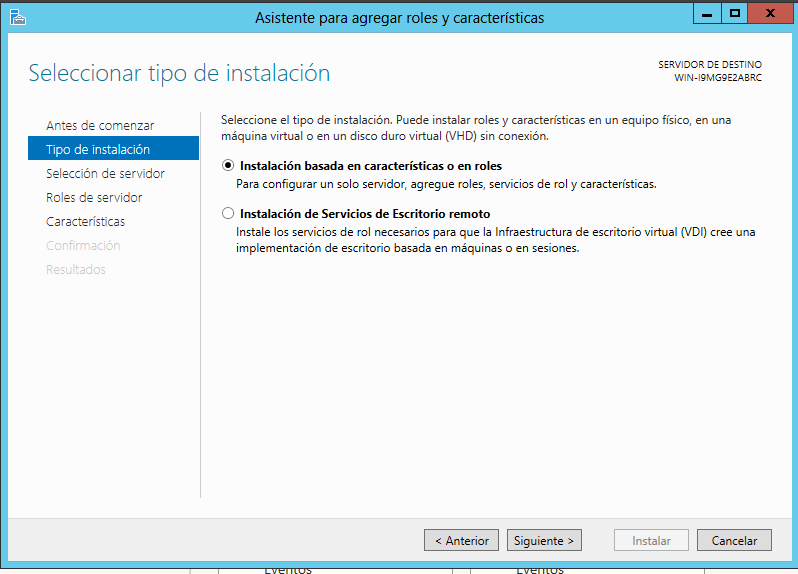 Asistente para agregar roles y características
Seleccionar tipo de instalación
SERVIDOR DE DESTINO
WIN-I9MG9E2ABRC
Antes de comenzar
Tipo de instalación
Selección de servidor
Roles de servidor
Características
Confirmación
Resultados
Seleccione el tipo de instalación. Puede instalar roles y características en un equipo físico, en una
máquina virtual o en un disco duro virtual (VHD) sin conexión.
Instalación basada en características o en roles
Para configurar un solo servidor, agregue roles, servicios de rol y características.
Instalación de Servicios de Escritorio remoto
Instale los servicios de rol necesarios para que la Infraestructura de escritorio virtual (VDI) cree una
implementación de escritorio basada en máquinas o en sesiones.
< Anterior
Siguiente >
Instalar
Cancelar
Eventos
Eventos